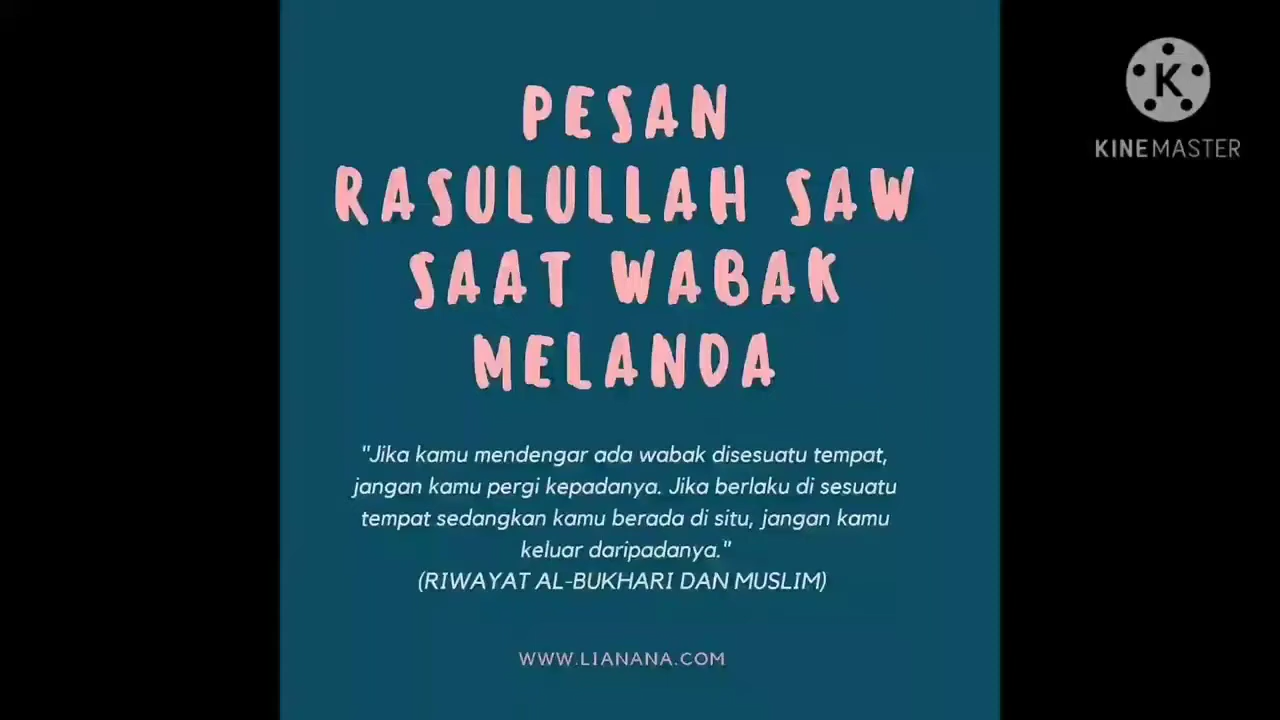 PESAN
RASULULLAH SAW
SAAT WABAK
MELANDA
"Jika kamu mendengar ada wabak disesuatu tempat,
jangan kamu pergi kepadanya. Jika berlaku di sesuatu
tempat sedangkan kamu berada di situ, jangan kamu
keluar daripadanya."
(RIWAYAT AL-BUKHARI DAN MUSLIM)
WWW.LIANANA.COM
K
KINEMASTER